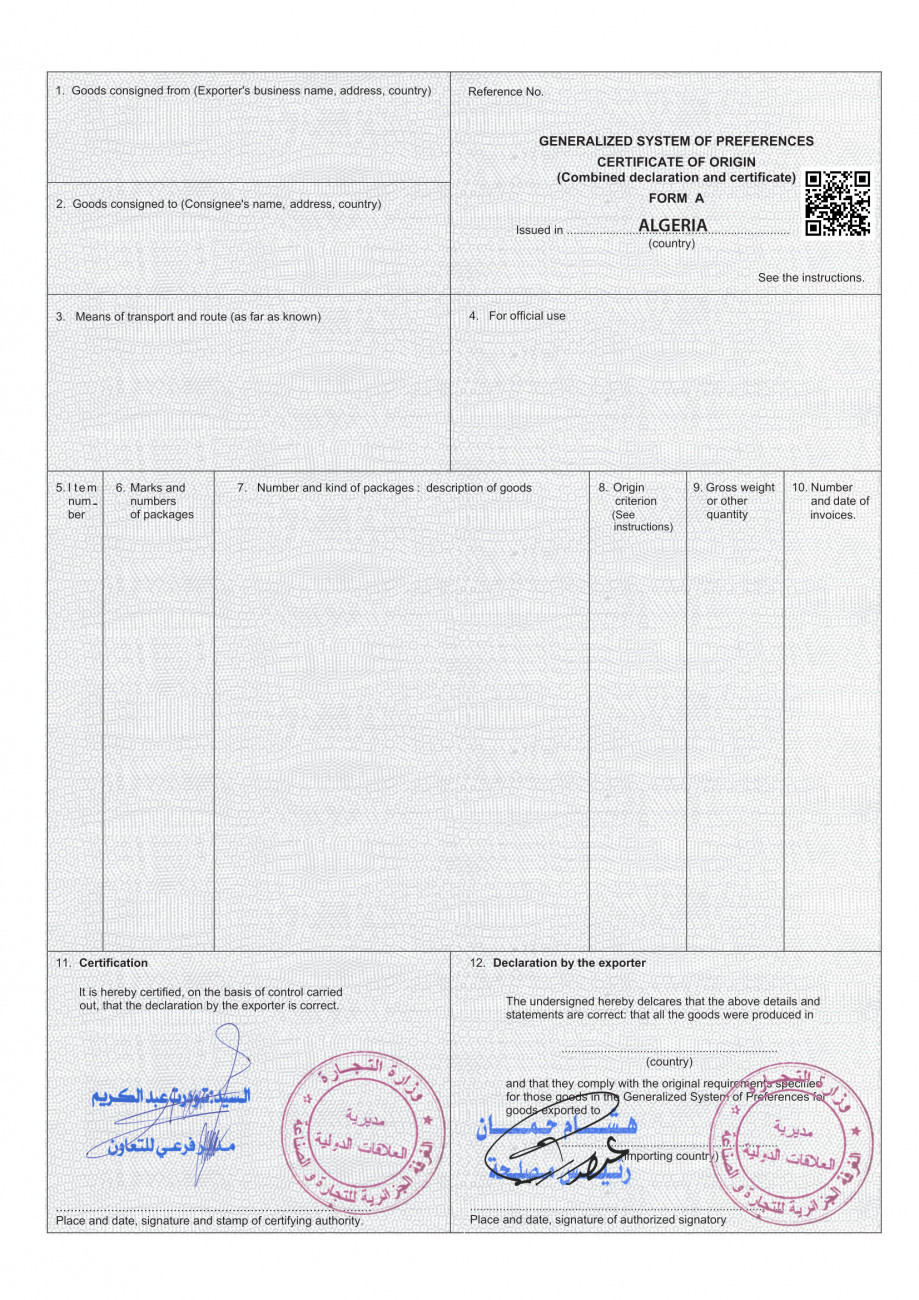 1. Goods consigned from (Exporter's business name, address, country)
Reference No.
GENERALIZED SYSTEM OF PREFERENCES
CERTIFICATE OF ORIGIN
(Combined declaration and certificate)
FORM A
Issued in ........ ALGERIA ........
(country)
See the instructions.
2. Goods consigned to (Consignee's name, address, country)
3. Means of transport and route (as far as known)
4. For official use
5. Item
num-
ber
6. Marks and
numbers
of packages
7. Number and kind of packages : description of goods
8. Origin
criterion
(See
instructions)
9. Gross weight
or other
quantity
10. Number
and date of
invoices.
11. Certification
It is hereby certified, on the basis of control carried
out, that the declaration by the exporter is correct.
عبد الكريم
مدير فرعي للتعاون
وزارة التجارة
مديرية
العلاقات الدولية
الغرفة الجزائرية للتجارة و الصناعة
Place and date, signature and stamp of certifying authority.
12. Declaration by the exporter
The undersigned hereby delcares that the above details and
statements are correct: that all the goods were produced in
(country)
and that they comply with the original requirements specified
for those goods in the Generalized System of Preferences for
goods exported to
هشام حمان
رئيس مصلحة
(importing country)
وزارة التجارة
مديرية
العلاقات الدولية
الغرفة الجزائرية للتجارة و الصناعة
Place and date, signature of authorized signatory